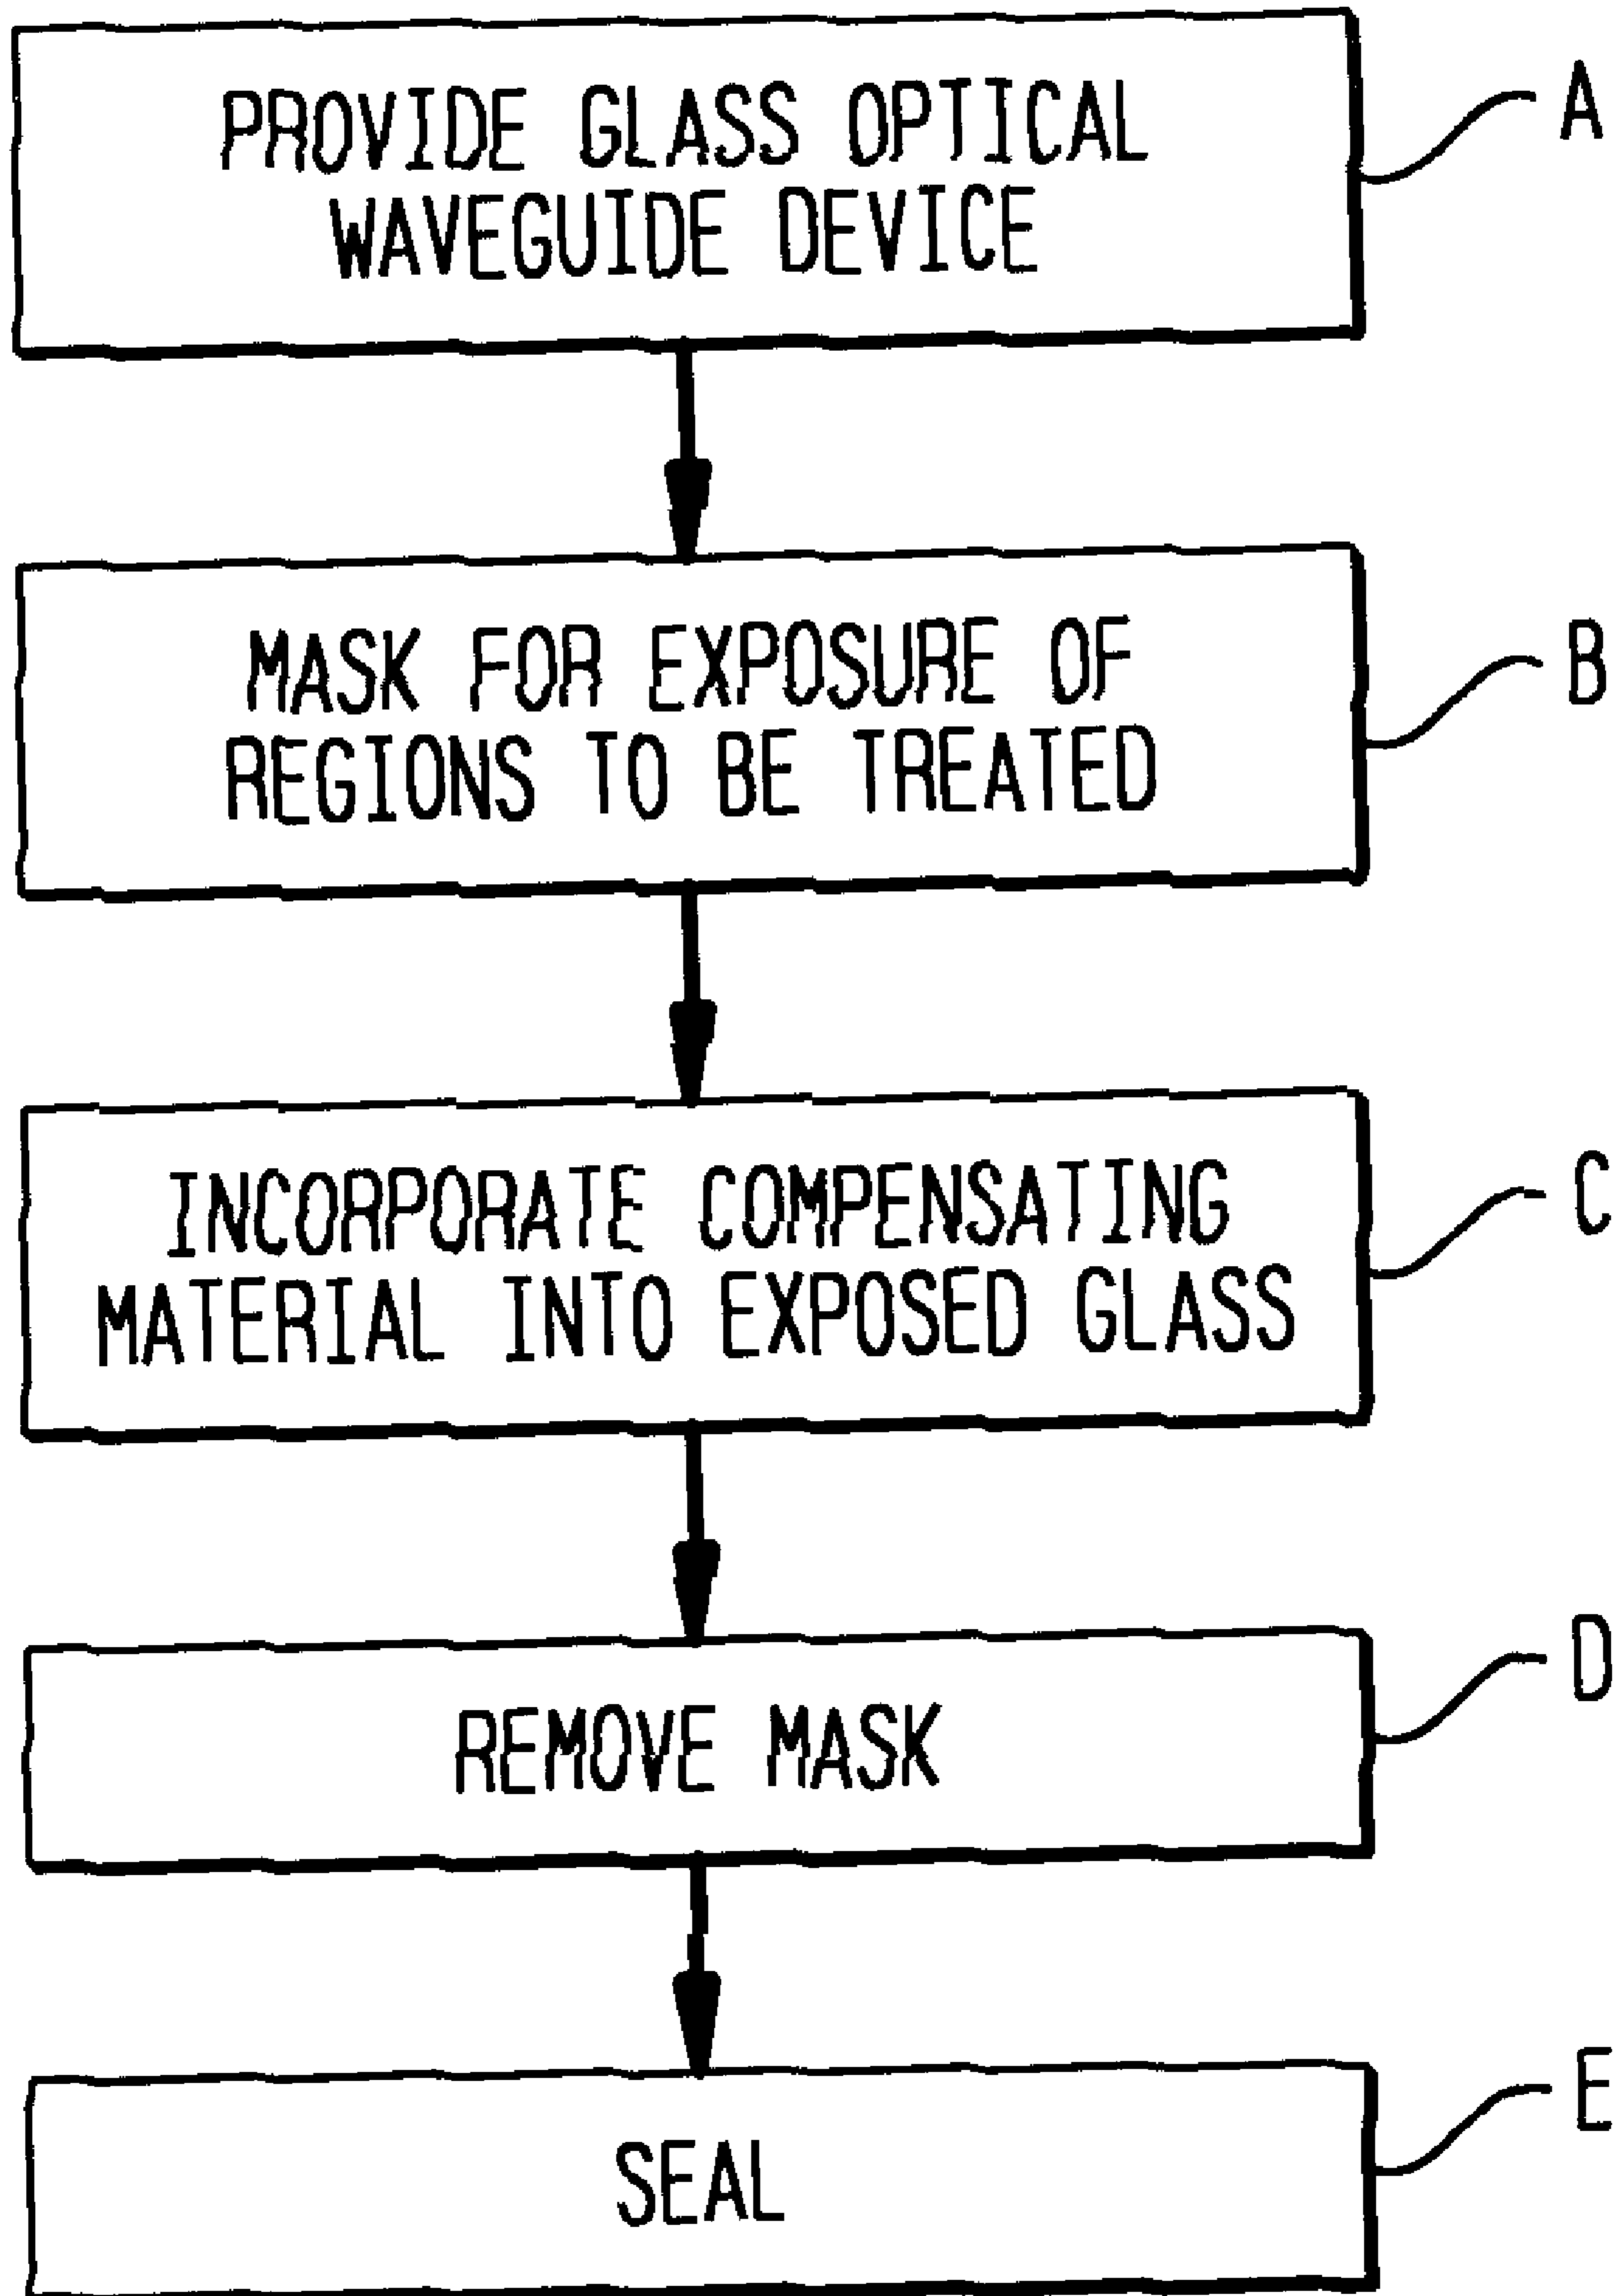 PROVIDE GLASS OPTICAL
WAVEGUIDE DEVICE
A
MASK FOR EXPOSURE OF
REGIONS TO BE TREATED
B
INCORPORATE COMPENSATING
MATERIAL INTO EXPOSED GLASS
C
REMOVE MASK
D
SEAL
E